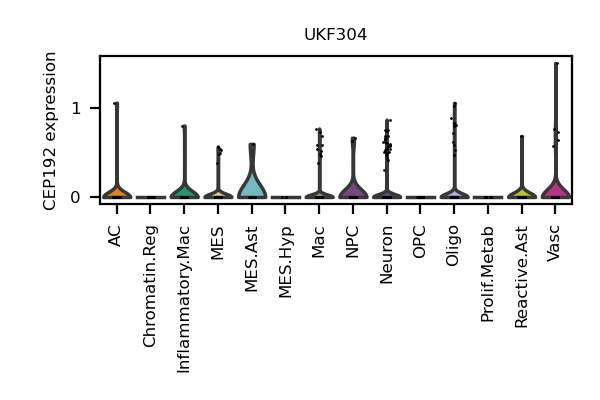 UKF304
CEP192 expression
1
0
AC
Chromatin.Reg
Inflammatory.Mac
MES
MES.Ast
MES.Hyp
Mac
NPC
Neuron
OPC
Oligo
Prolif.Metab
Reactive.Ast
Vasc